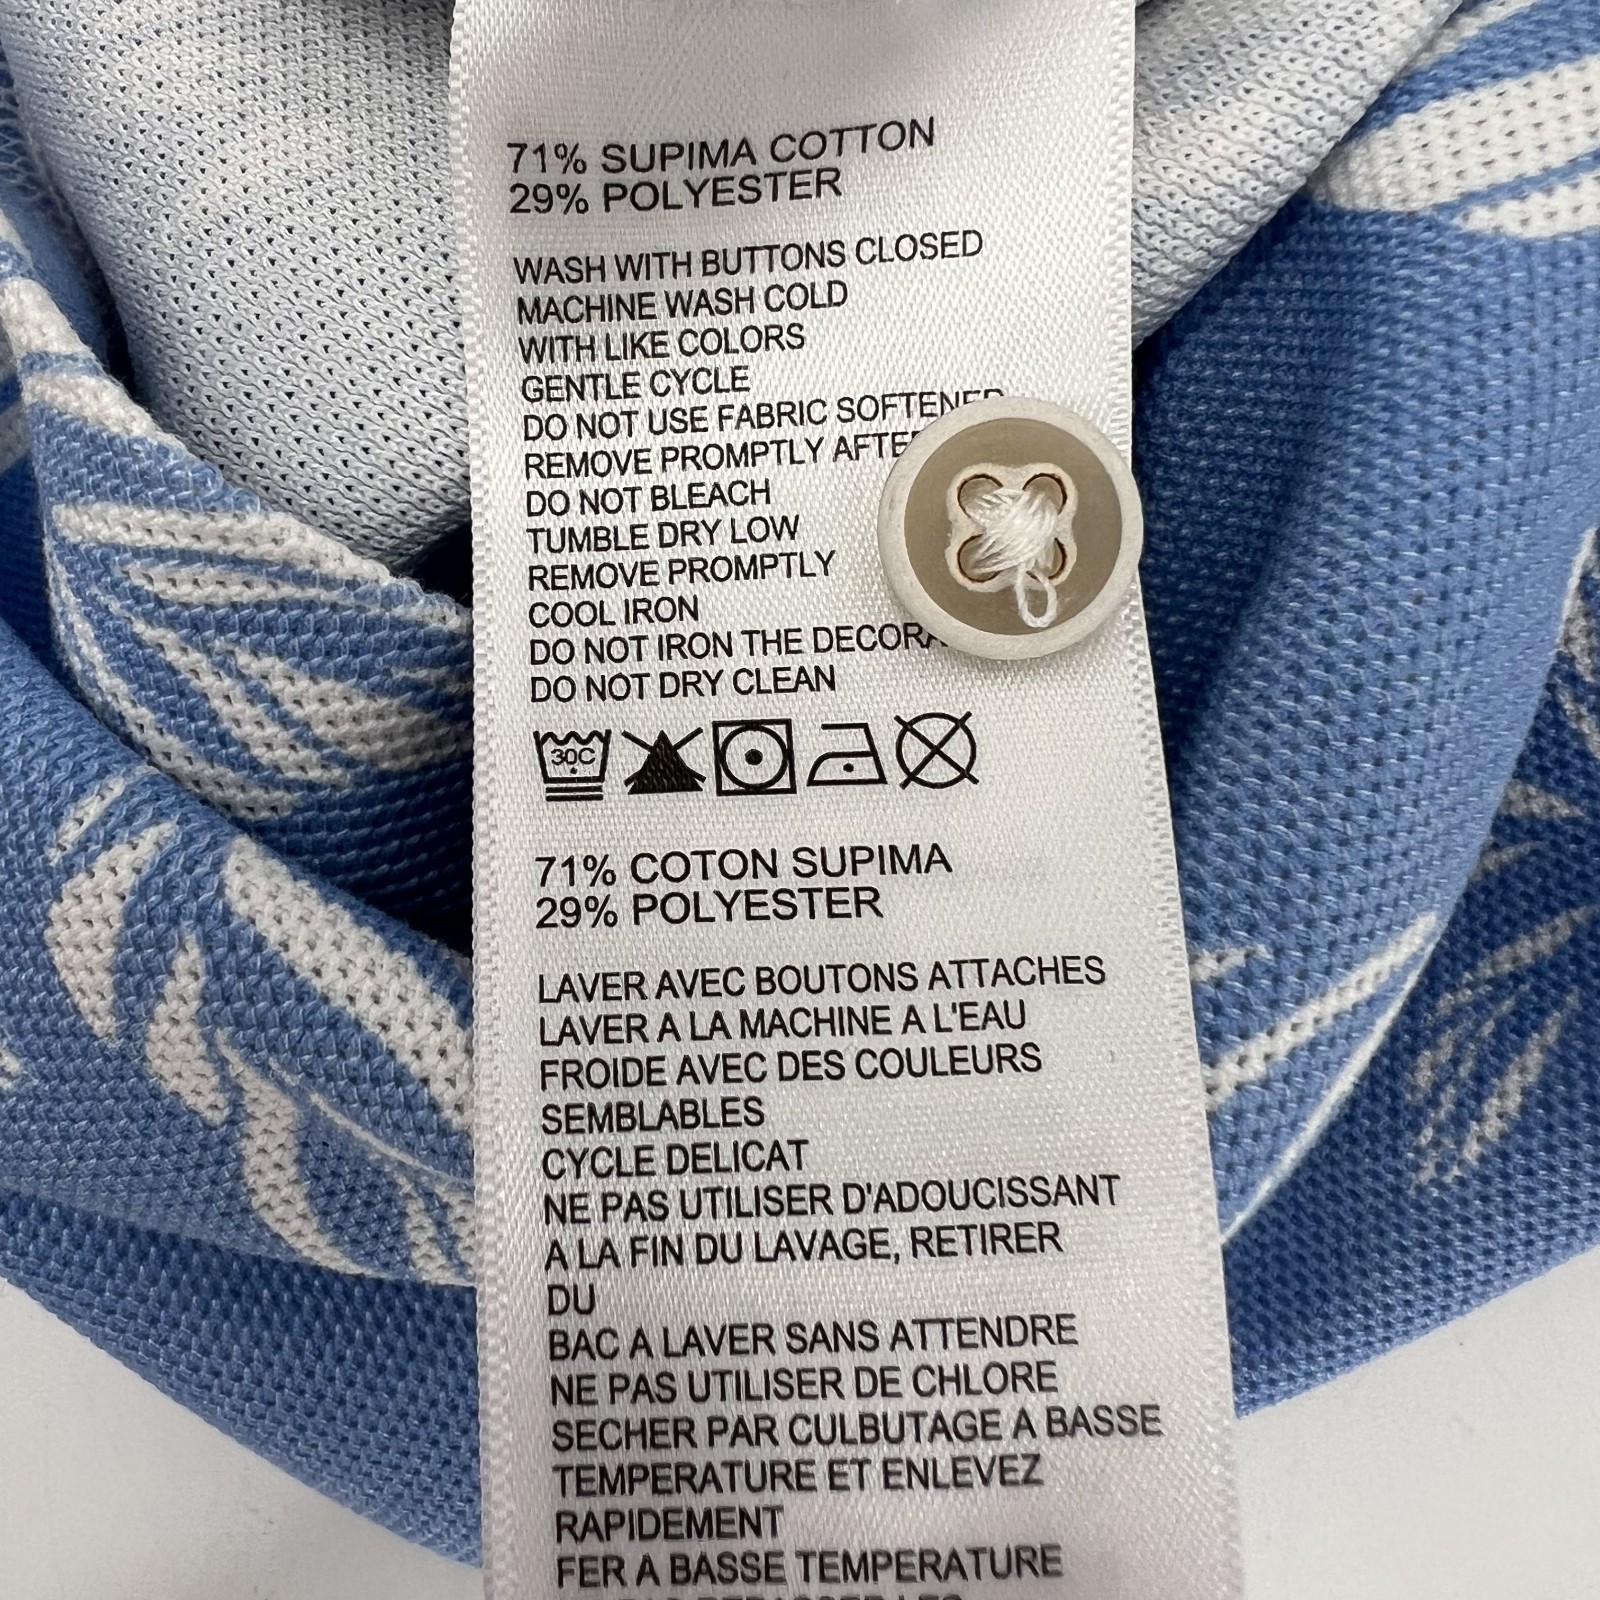 71% SUPIMA COTTON
29% POLYESTER
WASH WITH BUTTONS CLOSED
MACHINE WASH COLD
WITH LIKE COLORS
GENTLE CYCLE
DO NOT USE FABRIC SOFTENER
REMOVE PROMPTLY
DO NOT BLEACH
TUMBLE DRY LOW
REMOVE PROMPTLY
COOL IRON
DO NOT IRON THE
DO NOT DRY CLEAN
30C
71% COTON SUPIMA
29% POLYESTER
LAVER AVEC BOUTONS ATTACHES
LAVER A LA MACHINE A L'EAU
FROIDE AVEC DES COULEURS
SEMBLABLES
CYCLE DELICAT
NE PAS UTILISER D'ADOUCISSANT
A LA FIN DU LAVAGE, RETIRER
DU
BAC A LAVER SANS ATTENDRE
NE PAS UTILISER DE CHLORE
SECHER PAR CULBUTAGE A BASSE
TEMPERATURE ET ENLEVEZ
RAPIDEMENT
FER A BASSE TEMPERATURE